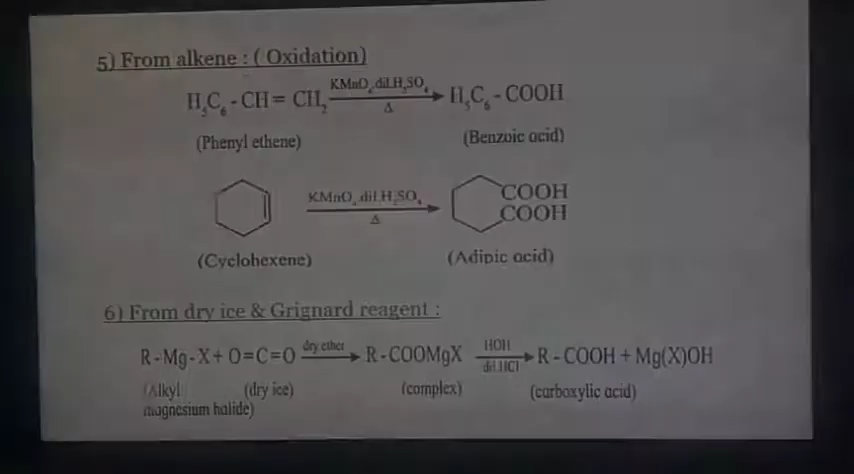 5) From alkene : ( Oxidation)
H₅C₆ - CH = CH₂ KMnO₄ dil.H₂SO₄ Δ H₅C₆ - COOH
(Phenyl ethene) (Benzoic acid)
KMnO₄ dil.H₂SO₄ Δ COOH
COOH
(Cyclohexene) (Adipic acid)
6) From dry ice & Grignard reagent :
R - Mg - X + O = C = O dry ether R - COOMgX HOH dil.HCl R - COOH + Mg(X)OH
(Alkyl (dry ice) (complex) (carboxylic acid)
magnesium halide)